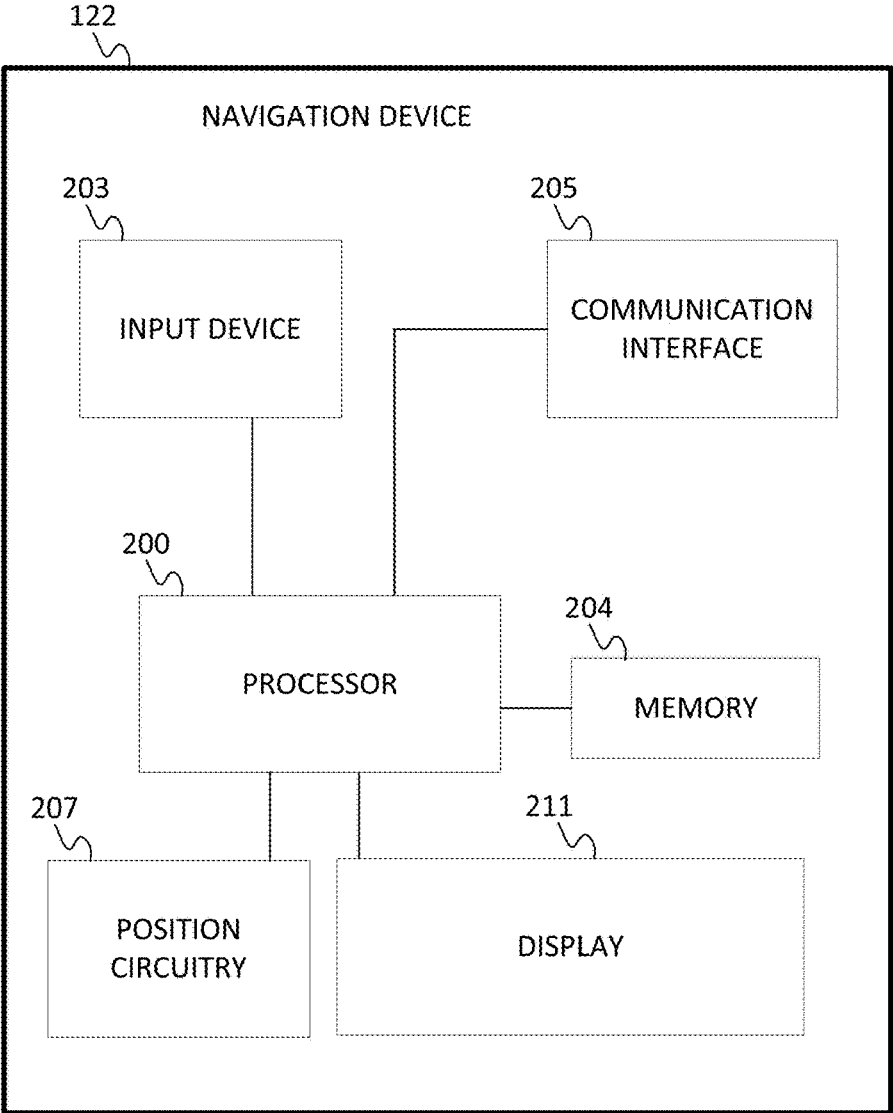 122
NAVIGATION DEVICE
203
INPUT DEVICE
205
COMMUNICATION
INTERFACE
200
PROCESSOR
204
MEMORY
207
POSITION
CIRCUITRY
211
DISPLAY